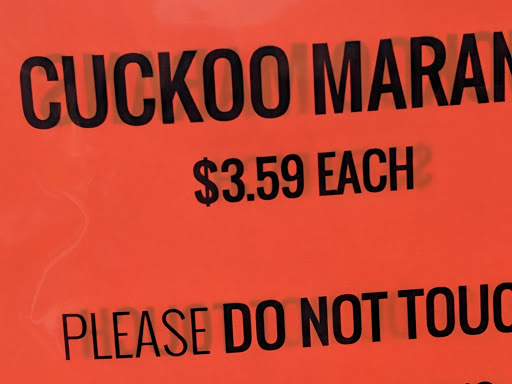 CUCKOO MARAN
$3.59 EACH
PLEASE DO NOT TOUC